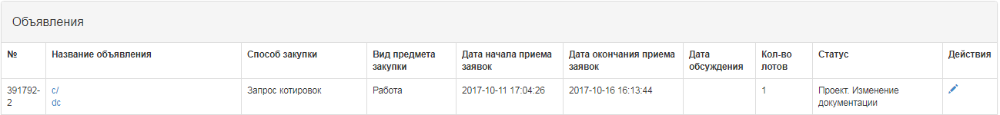 Объявления
№ Название объявления Способ закупки Вид предмета закупки Дата начала приема заявок Дата окончания приема заявок Дата обсуждения Кол-во лотов Статус Действия
391792-2 c/ dc Запрос котировок Работа 2017-10-11 17:04:26 2017-10-16 16:13:44 1 Проект. Изменение документации